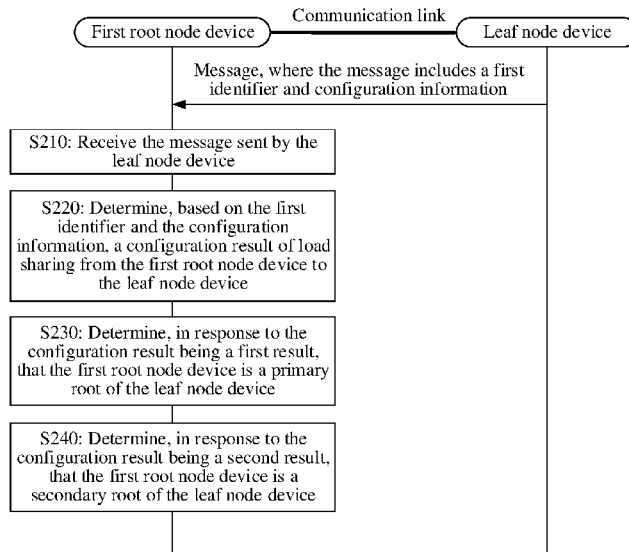 Communication link
First root node device
Leaf node device
Message, where the message includes a first
identifier and configuration information
S210: Receive the message sent by the
leaf node device
S220: Determine, based on the first
identifier and the configuration
information, a configuration result of load
sharing from the first root node device to
the leaf node device
S230: Determine, in response to the
configuration result being a first result,
that the first root node device is a primary
root of the leaf node device
S240: Determine, in response to the
configuration result being a second result,
that the first root node device is a
secondary root of the leaf node device